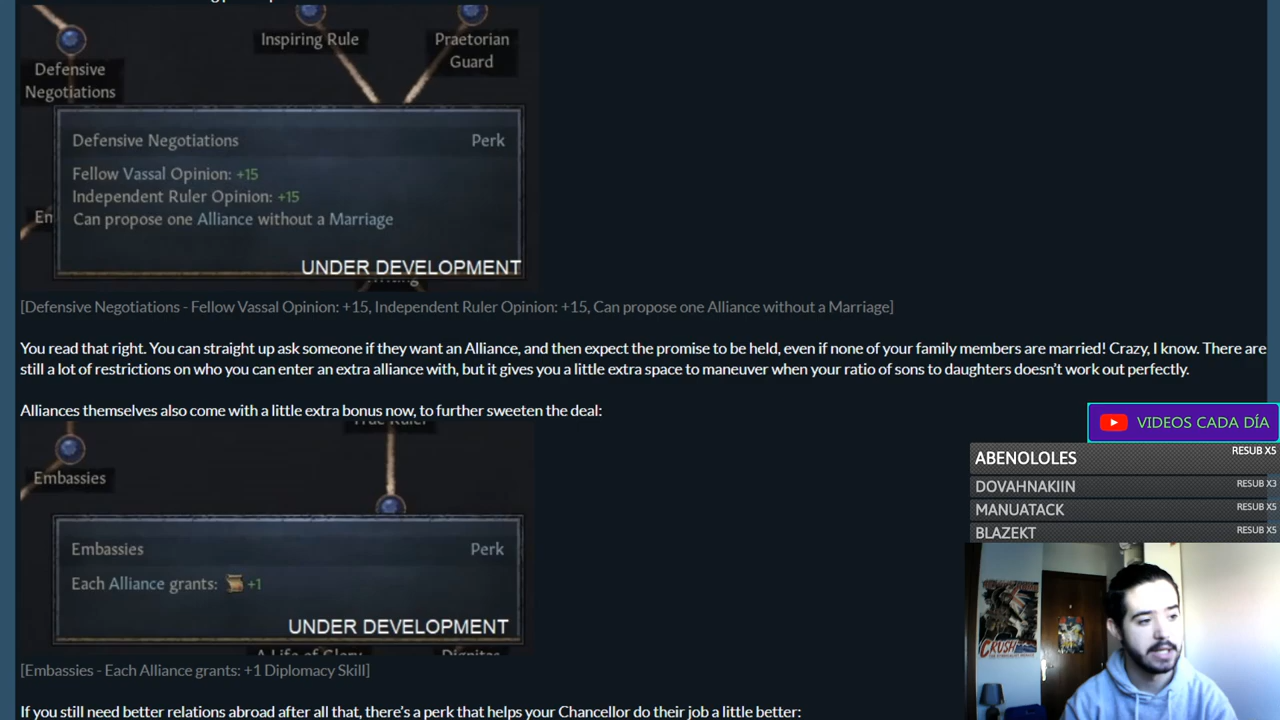 Inspiring Rule
Praetorian
Guard
Defensive
Negotiations
Defensive Negotiations Perk
Fellow Vassal Opinion: +15
Independent Ruler Opinion: +15
En
Can propose one Alliance without a Marriage
UNDER DEVELOPMENT
[Defensive Negotiations - Fellow Vassal Opinion: +15, Independent Ruler Opinion: +15, Can propose one Alliance without a Marriage]
You read that right. You can straight up ask someone if they want an Alliance, and then expect the promise to be held, even if none of your family members are married! Crazy, I know. There are
still a lot of restrictions on who you can enter an extra alliance with, but it gives you a little extra space to maneuver when your ratio of sons to daughters doesn't work out perfectly.
Alliances themselves also come with a little extra bonus now, to further sweeten the deal:
True Ruler
Embassies
Embassies Perk
Each Alliance grants: +1
UNDER DEVELOPMENT
A Life of Glory
Dignitas
[Embassies - Each Alliance grants: +1 Diplomacy Skill]
If you still need better relations abroad after all that, there's a perk that helps your Chancellor do their job a little better:
VIDEOS CADA DÍA
ABENOLOLES RESUB X5
DOVAHNAKIIN RESUB X3
MANUATACK RESUB X5
BLAZEKT RESUB X5
CRUSH